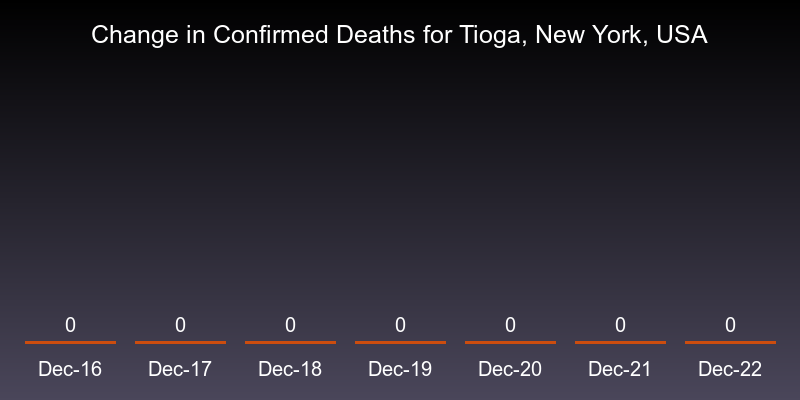 Change in Confirmed Deaths for Tioga, New York, USA
0 0 0 0 0 0 0
Dec-16 Dec-17 Dec-18 Dec-19 Dec-20 Dec-21 Dec-22